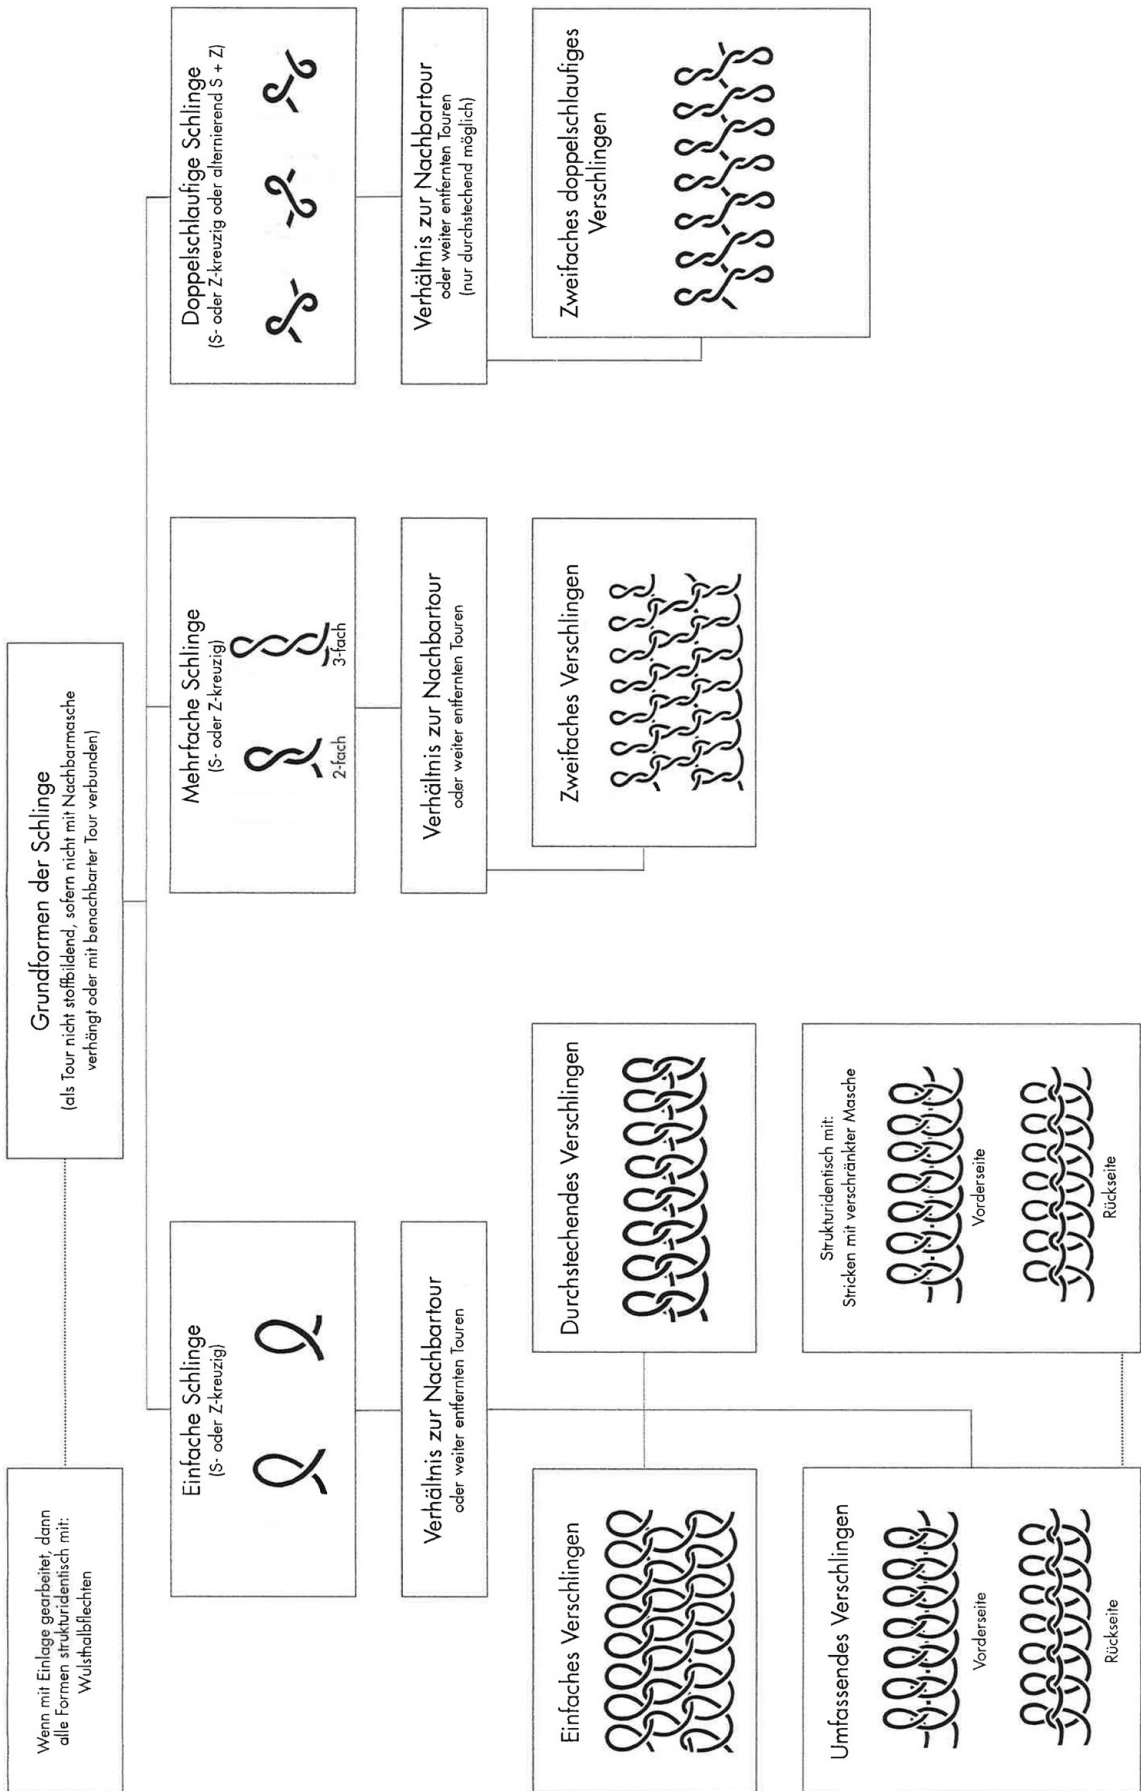 Wenn mit Einlage gearbeitet, dann
alle Formen strukturidentisch mit:
Wulsthalbflechten
Grundformen der Schlinge
(als Tour nicht stoffbildend, sofern nicht mit Nachbarmasche
verhängt oder mit benachbarter Tour verbunden)
Einfache Schlinge
(S- oder Z-kreuzig)
Mehrfache Schlinge
(S- oder Z-kreuzig)
2-fach
3-fach
Doppelschlaufige Schlinge
(S- oder Z-kreuzig oder alternierend S + Z)
Verhältnis zur Nachbartour
oder weiter entfernten Touren
Verhältnis zur Nachbartour
oder weiter entfernten Touren
Verhältnis zur Nachbartour
oder weiter entfernten Touren
(nur durchstechend möglich)
Einfaches Verschlingen
Durchstechendes Verschlingen
Zweifaches Verschlingen
Zweifaches doppelschlaufiges
Verschlingen
Umfassendes Verschlingen
Vorderseite
Rückseite
Strukturidentisch mit:
Stricken mit verschränkter Masche
Vorderseite
Rückseite